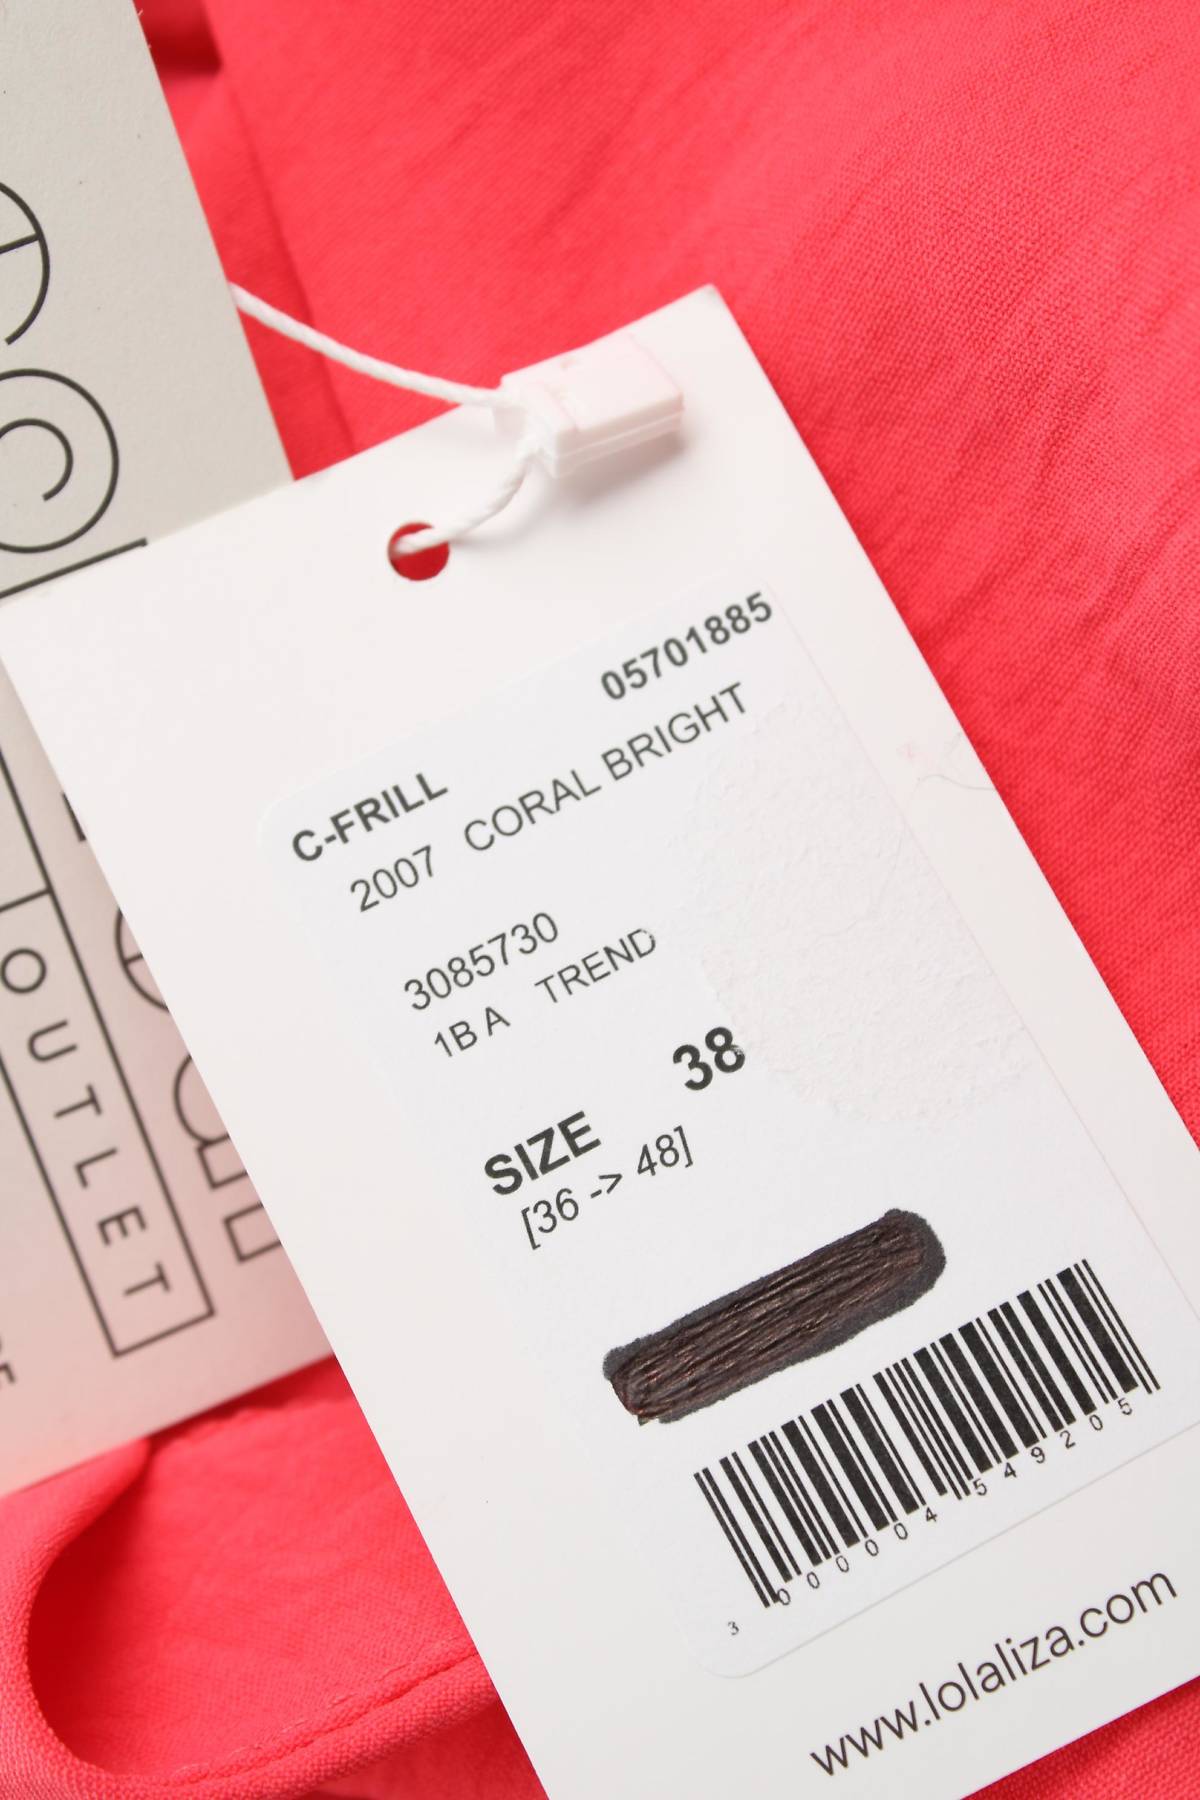 05701885
C-FRILL
2007 CORAL BRIGHT
3085730
1B A TREND
38
SIZE
[36 -> 48]
3 000004 549205
www.lolaliza.com
OUTLET